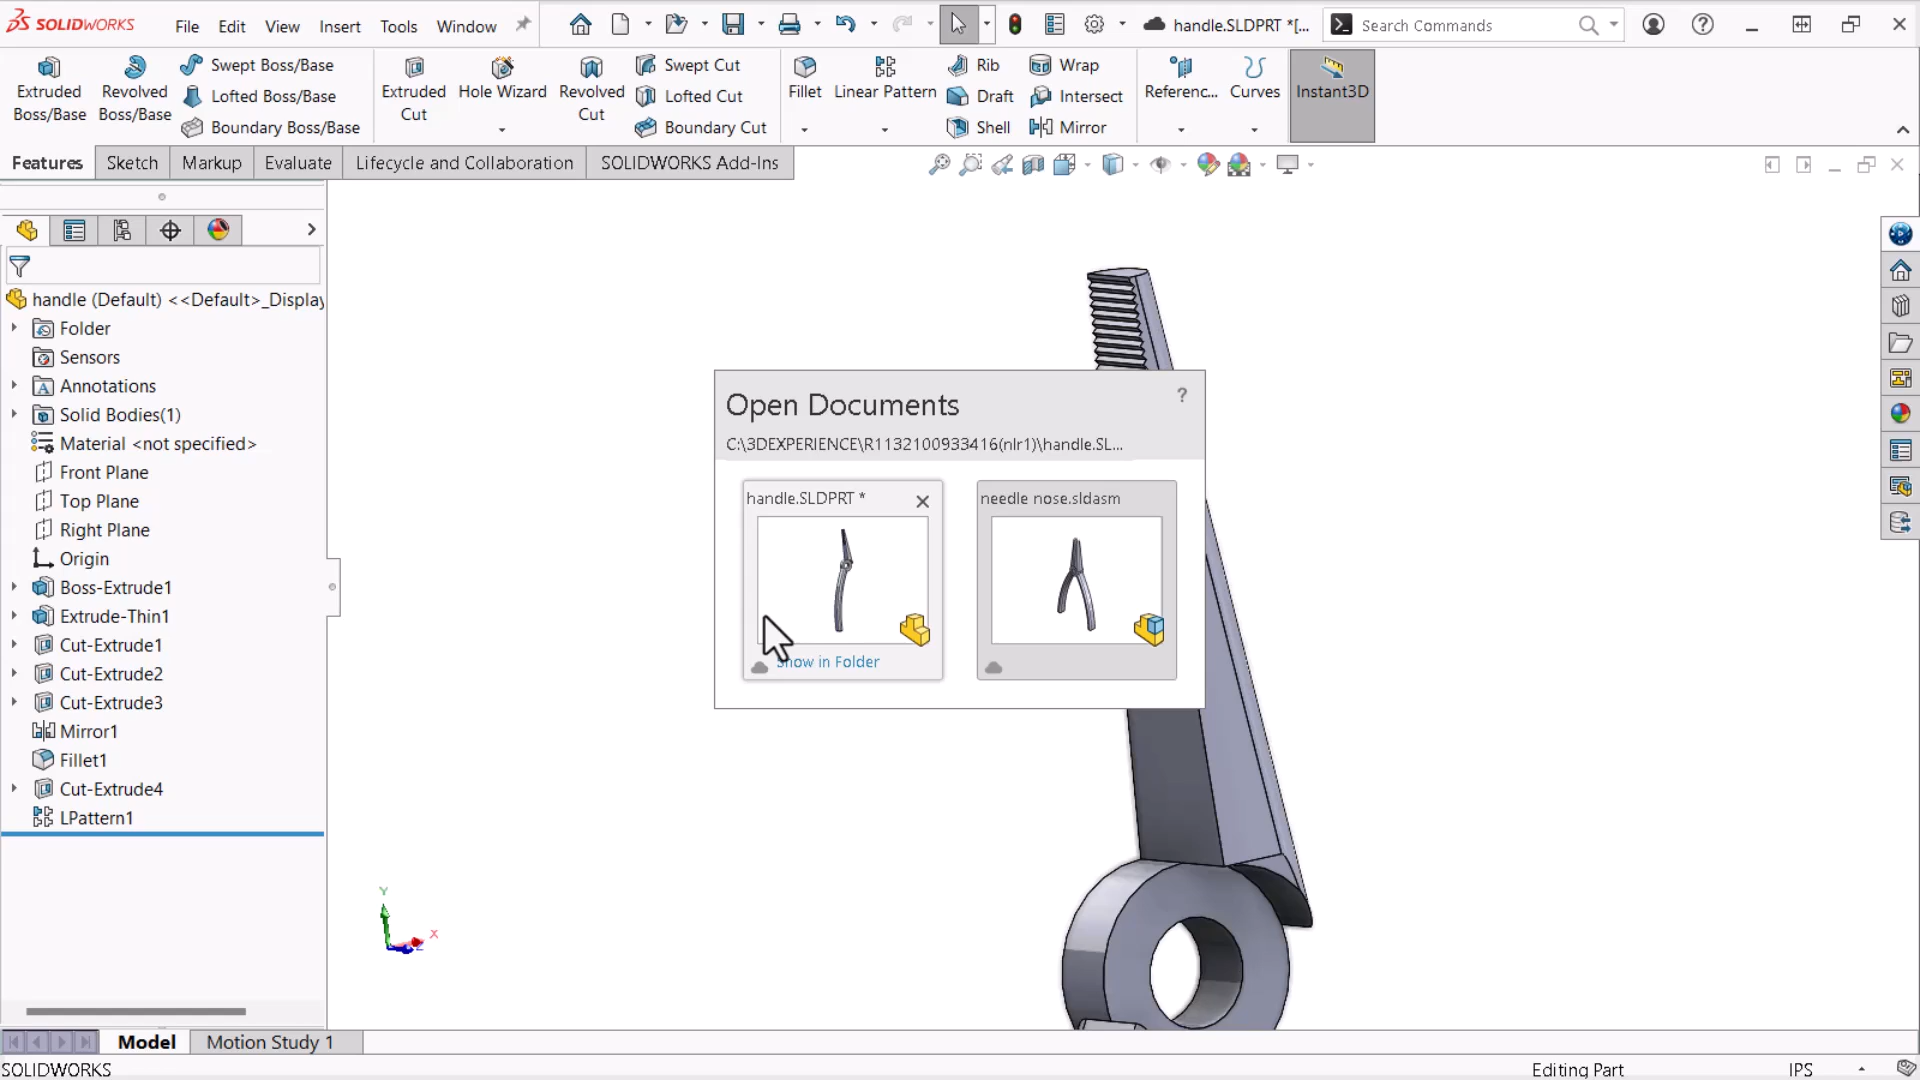 SOLIDWORKS File Edit View Insert Tools Window handle.SLDPRT *[... Search Commands
Extruded Boss/Base
Revolved Boss/Base
Swept Boss/Base
Lofted Boss/Base
Boundary Boss/Base
Extruded Cut
Hole Wizard
Revolved Cut
Swept Cut
Lofted Cut
Boundary Cut
Fillet
Linear Pattern
Rib
Draft
Shell
Wrap
Intersect
Mirror
Referenc...
Curves
Instant3D
Features Sketch Markup Evaluate Lifecycle and Collaboration SOLIDWORKS Add-Ins
handle (Default) <<Default>_Display
Folder
Sensors
Annotations
Solid Bodies(1)
Material <not specified>
Front Plane
Top Plane
Right Plane
Origin
Boss-Extrude1
Extrude-Thin1
Cut-Extrude1
Cut-Extrude2
Cut-Extrude3
Mirror1
Fillet1
Cut-Extrude4
LPattern1
Open Documents ?
C:\3DEXPERIENCE\R1132100933416(nlr1)\handle.SL...
handle.SLDPRT *
Show in Folder
needle nose.sldasm
Y
X
Z
Model Motion Study 1
SOLIDWORKS Editing Part IPS